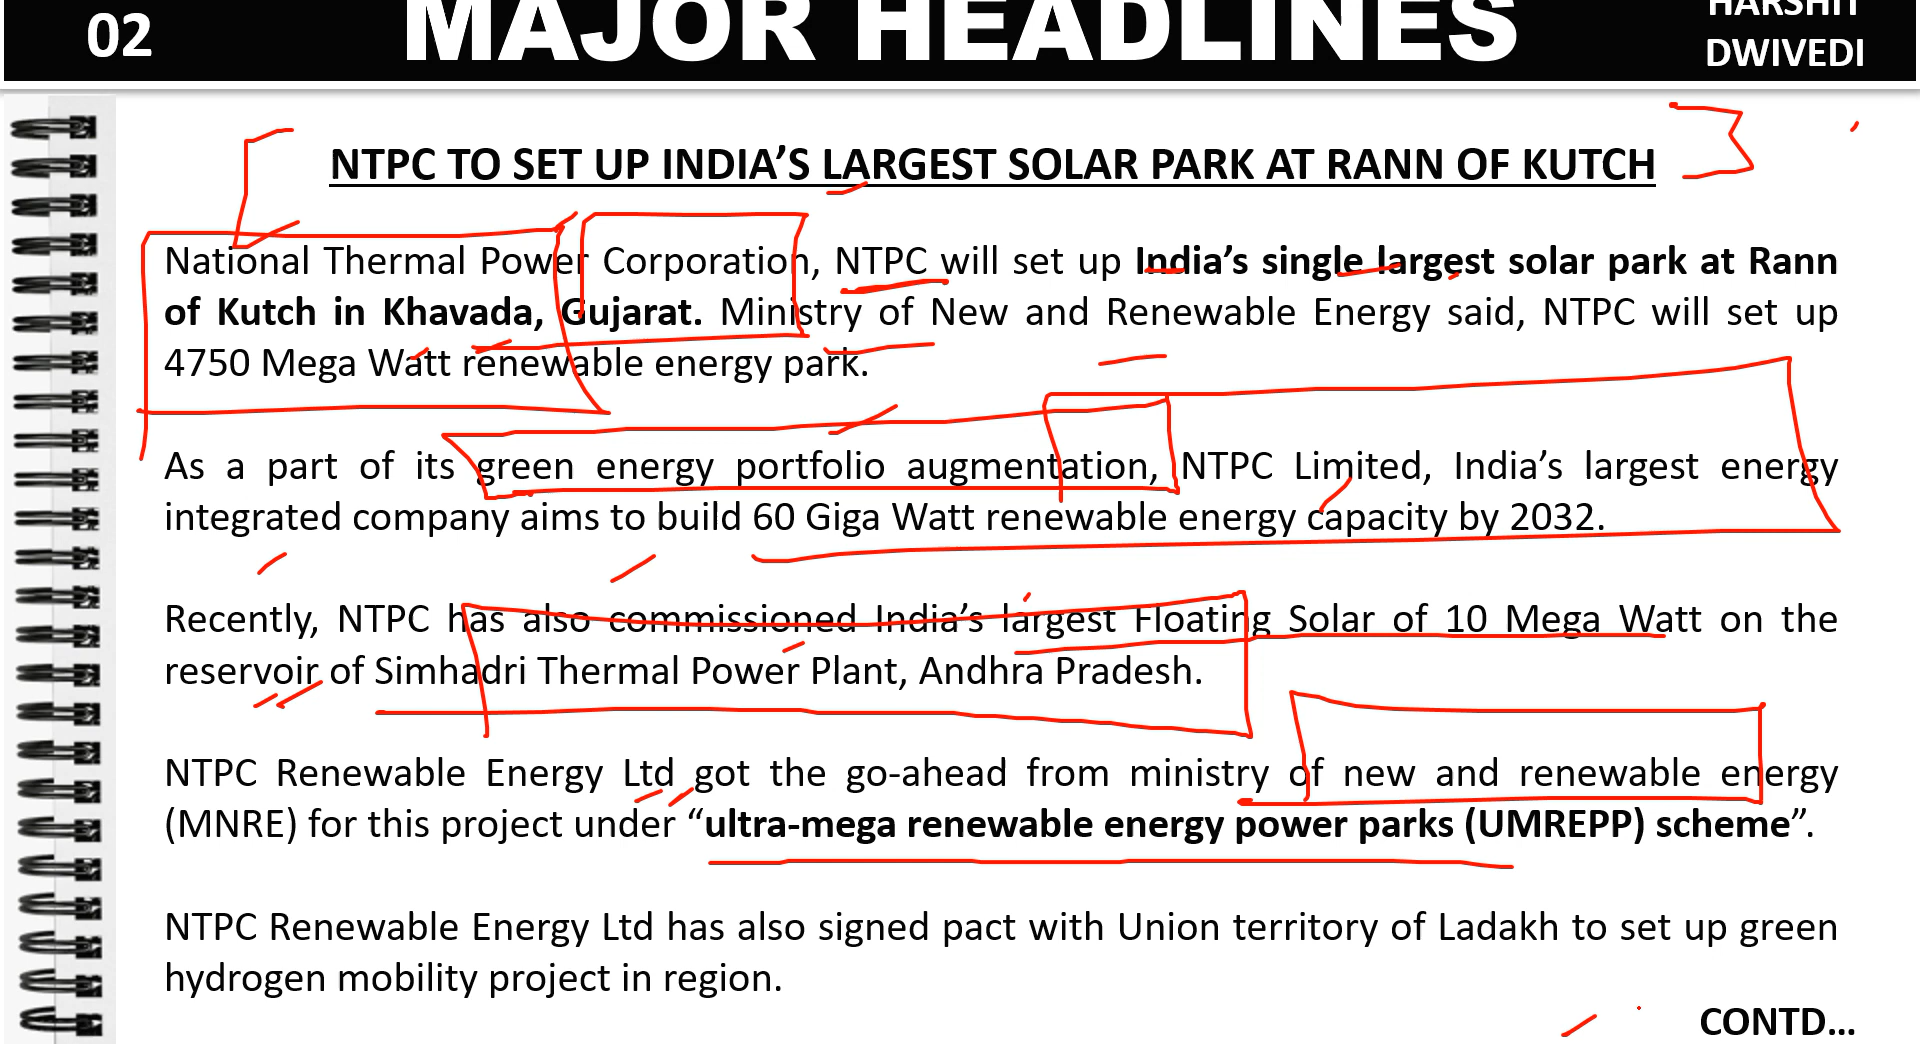 02
MAJOR HEADLINES
HARSHIT
DWIVEDI
NTPC TO SET UP INDIA’S LARGEST SOLAR PARK AT RANN OF KUTCH
National Thermal Power Corporation, NTPC will set up India’s single largest solar park at Rann
of Kutch in Khavada, Gujarat. Ministry of New and Renewable Energy said, NTPC will set up
4750 Mega Watt renewable energy park.
As a part of its green energy portfolio augmentation, NTPC Limited, India’s largest energy
integrated company aims to build 60 Giga Watt renewable energy capacity by 2032.
Recently, NTPC has also commissioned India’s largest Floating Solar of 10 Mega Watt on the
reservoir of Simhadri Thermal Power Plant, Andhra Pradesh.
NTPC Renewable Energy Ltd got the go-ahead from ministry of new and renewable energy
(MNRE) for this project under “ultra-mega renewable energy power parks (UMREPP) scheme”.
NTPC Renewable Energy Ltd has also signed pact with Union territory of Ladakh to set up green
hydrogen mobility project in region.
CONTD...